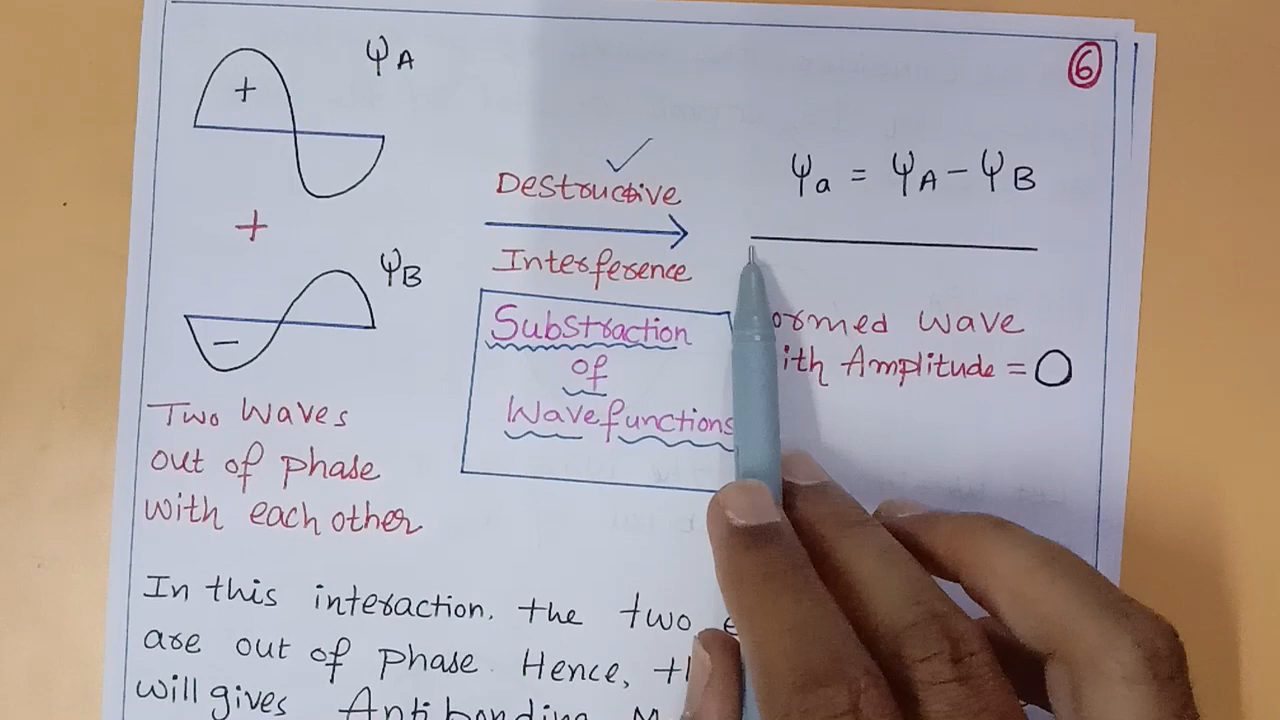 ψA
6
+
Destructive
ψa = ψA - ψB
+
Interference
ψB
-
Substraction
of
Wavefunctions
ormed wave
ith Amplitude = 0
Two Waves
out of phase
with each other
In this interaction, the two
are out of phase. Hence,
will gives Antibonding